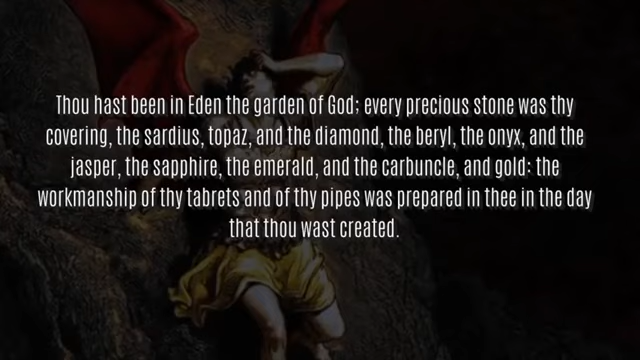 Thou hast been in Eden the garden of God; every precious stone was thy
covering, the sardius, topaz, and the diamond, the beryl, the onyx, and the
jasper, the sapphire, the emerald, and the carbuncle, and gold: the
workmanship of thy tabrets and of thy pipes was prepared in thee in the day
that thou wast created.